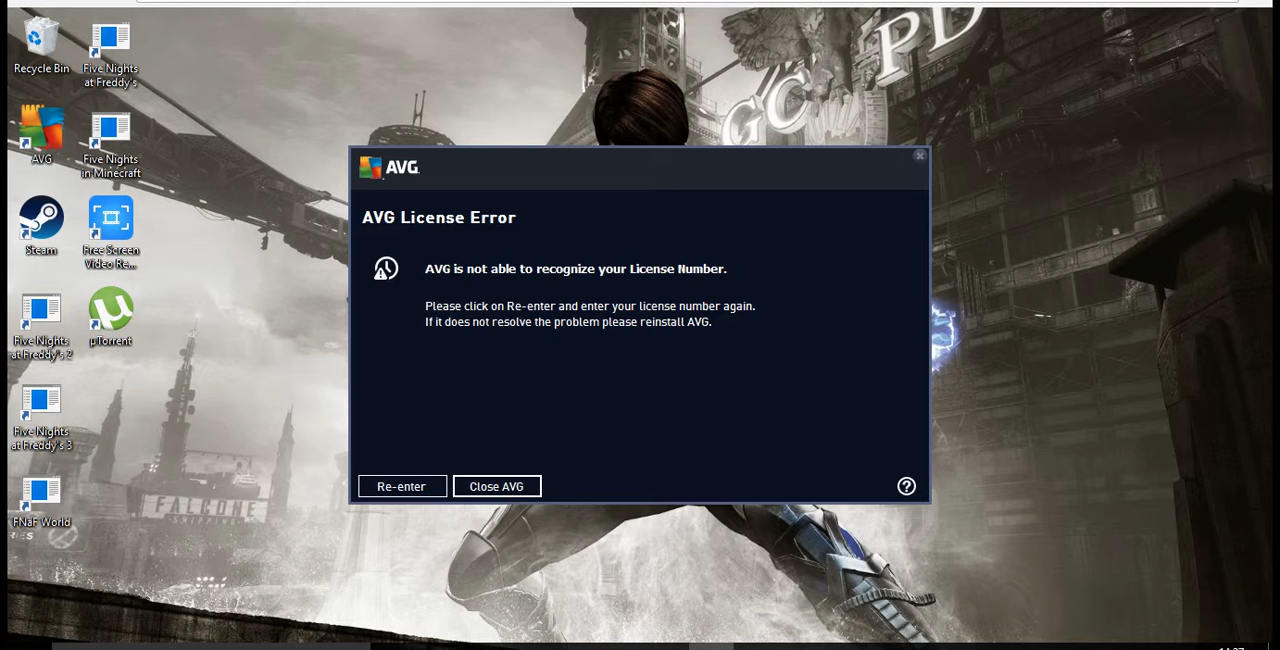 Recycle Bin
Five Nights
at Freddy's
AVG
Five Nights
in Minecraft
Steam
Free Screen
Video Re...
Five Nights
at Freddy's 2
µTorrent
Five Nights
at Freddy's 3
FNaF World
GCPD
FALCONE
SHIPPING
AVG
AVG License Error
AVG is not able to recognize your License Number.
Please click on Re-enter and enter your license number again.
If it does not resolve the problem please reinstall AVG.
Re-enter
Close AVG
?